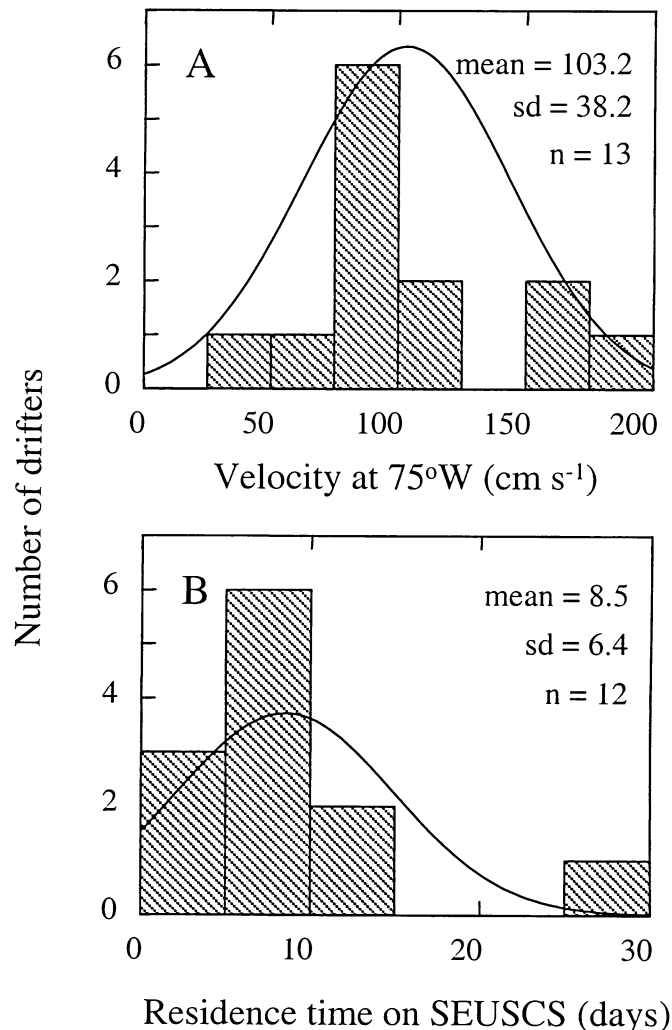 Number of drifters
A
mean = 103.2
sd = 38.2
n = 13
6
4
2
0
0 50 100 150 200
Velocity at 75°W (cm s⁻¹)
B
mean = 8.5
sd = 6.4
n = 12
6
4
2
0
0 10 20 30
Residence time on SEUSCS (days)